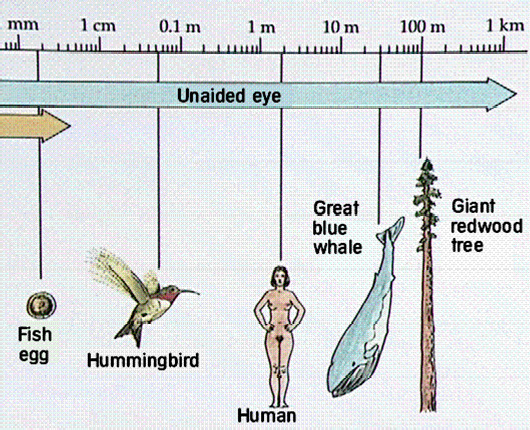 mm 1 cm 0.1 m 1 m 10 m 100 m 1 km
Unaided eye
Great
blue
whale
Giant
redwood
tree
Fish
egg
Hummingbird
Human